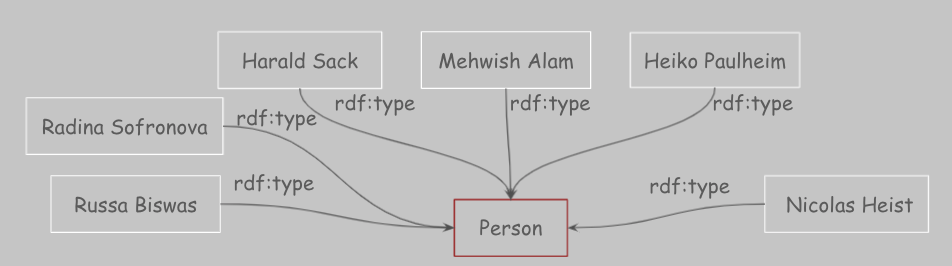 Harald Sack
Mehwish Alam
Heiko Paulheim
rdf:type
rdf:type
rdf:type
Radina Sofronova
rdf:type
Russa Biswas
rdf:type
rdf:type
Nicolas Heist
Person